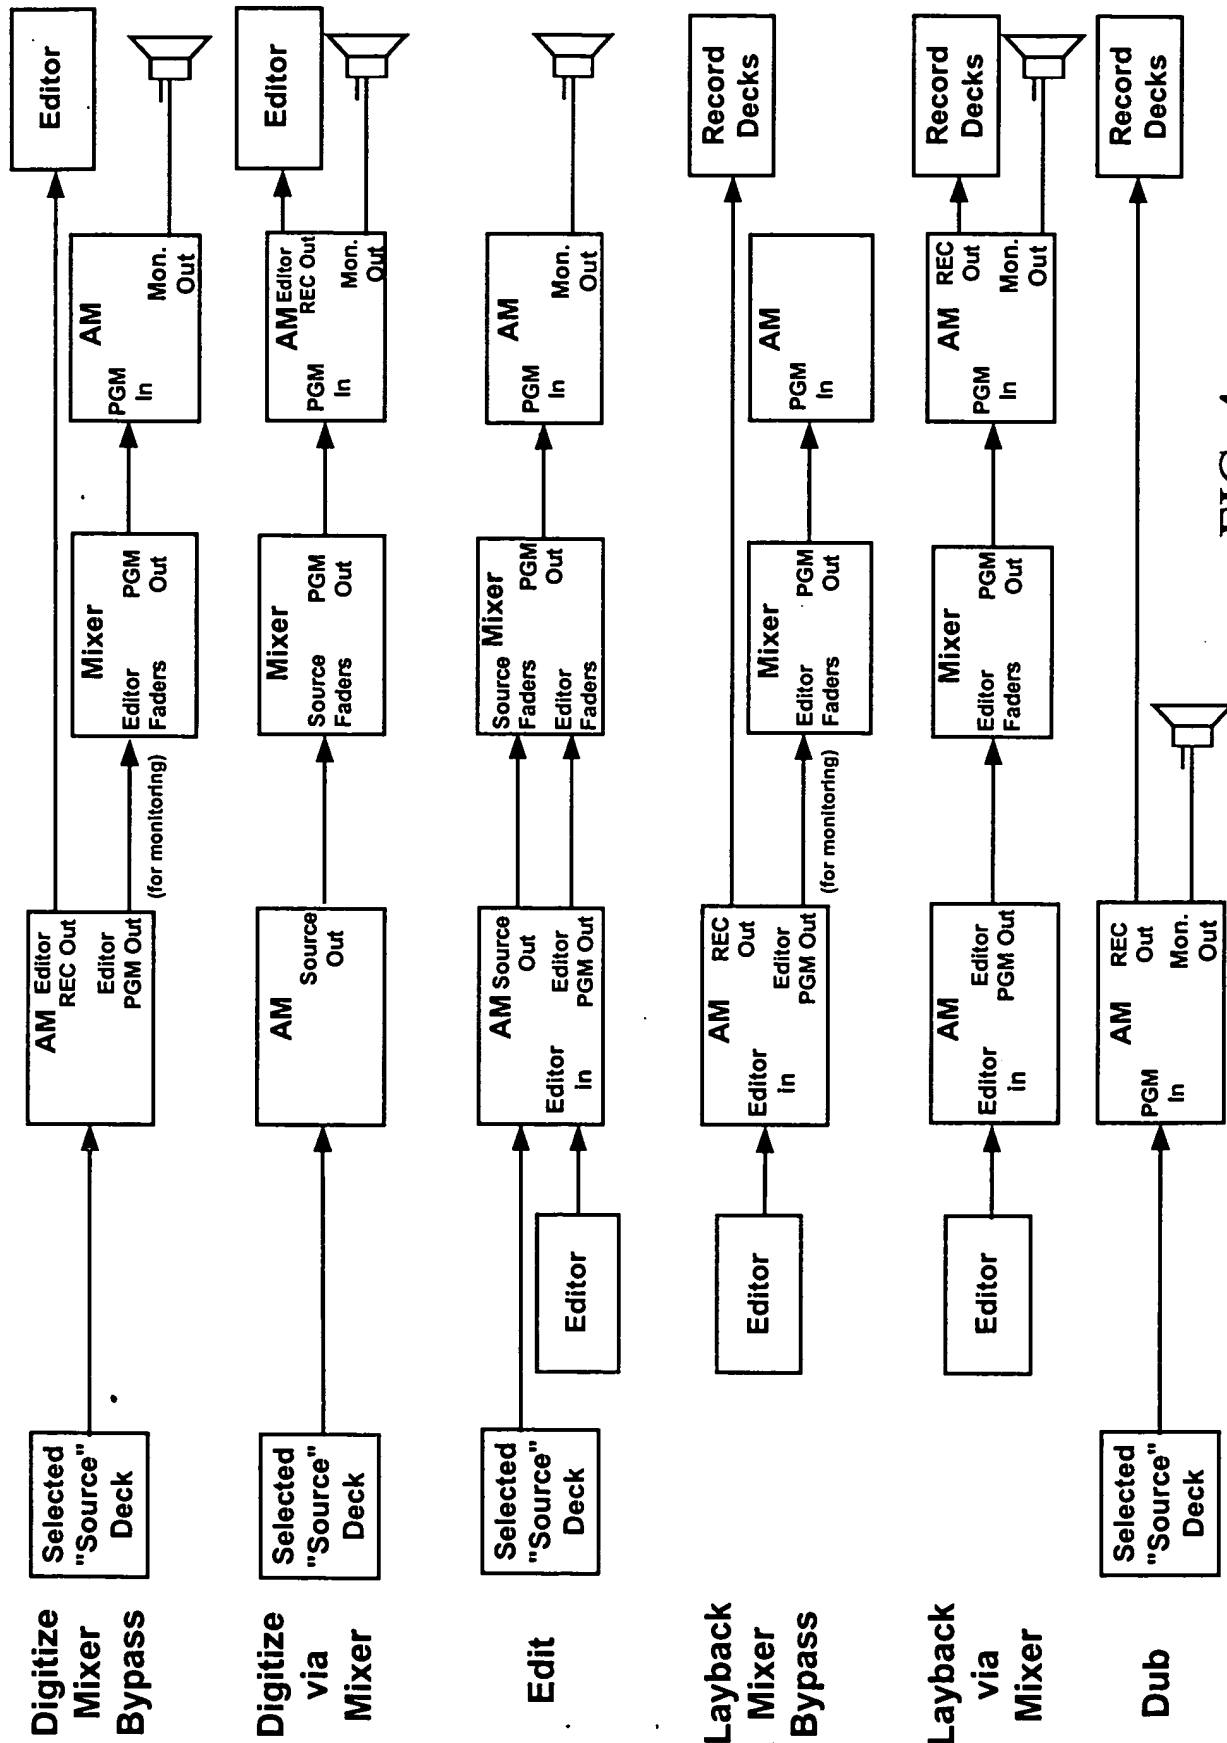 Digitize
Mixer
Bypass
Selected
"Source"
Deck
AM
Editor
REC Out
Editor
PGM Out
(for monitoring)
Mixer
Editor
Faders
PGM
Out
AM
PGM
In
Mon.
Out
Editor
Digitize
via
Mixer
Selected
"Source"
Deck
AM
Source
Out
Mixer
Source
Faders
PGM
Out
AM
Editor
REC Out
PGM
In
Mon.
Out
Editor
Edit
Selected
"Source"
Deck
Editor
AM
Source
Out
Editor
in
Editor
PGM Out
Mixer
Source
Faders
PGM
Out
Editor
Faders
AM
PGM
In
Mon.
Out
Layback
Mixer
Bypass
Editor
AM
REC
Out
Editor
in
Editor
PGM Out
(for monitoring)
Mixer
Editor
Faders
PGM
Out
AM
PGM
In
Record
Decks
Layback
via
Mixer
Editor
AM
Editor
in
Editor
PGM Out
Mixer
Editor
Faders
PGM
Out
AM
REC
Out
PGM
In
Mon.
Out
Record
Decks
Dub
Selected
"Source"
Deck
AM
REC
Out
PGM
In
Mon.
Out
Record
Decks